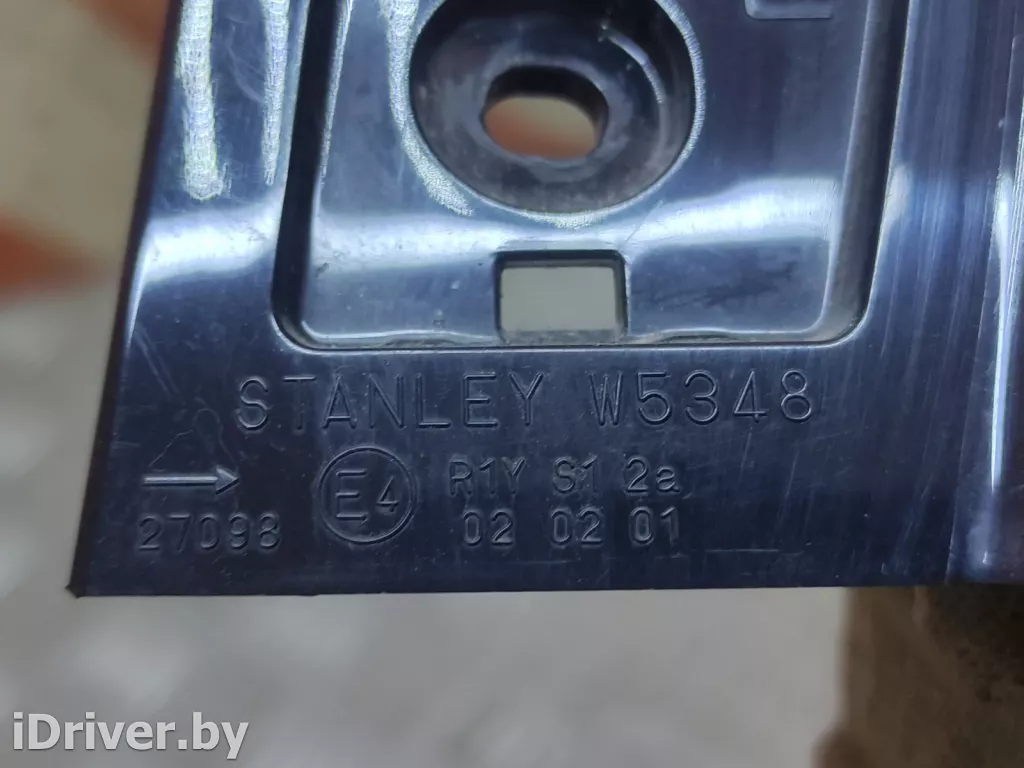 STANLEY W5348
→ E4 R1Y S1 2a
27098 02 02 01
iDriver.by